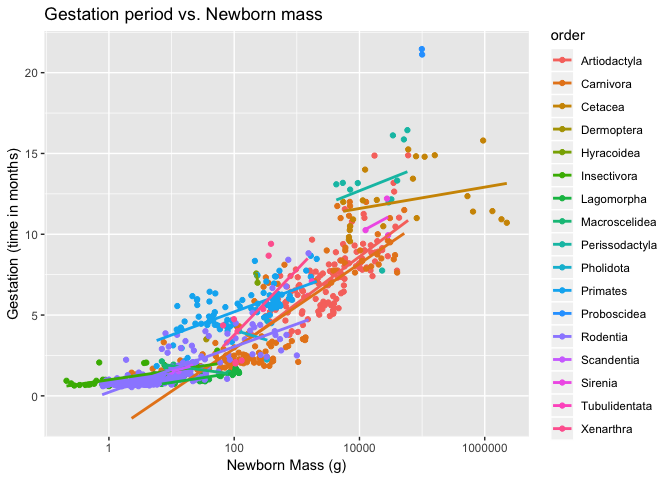 Gestation period vs. Newborn mass
order
Artiodactyla
Carnivora
Cetacea
Dermoptera
Hyracoidea
Insectivora
Lagomorpha
Macroscelidea
Perissodactyla
Pholidota
Primates
Proboscidea
Rodentia
Scandentia
Sirenia
Tubulidentata
Xenarthra
Gestation (time in months)
20
15
10
5
0
1
100
10000
1000000
Newborn Mass (g)